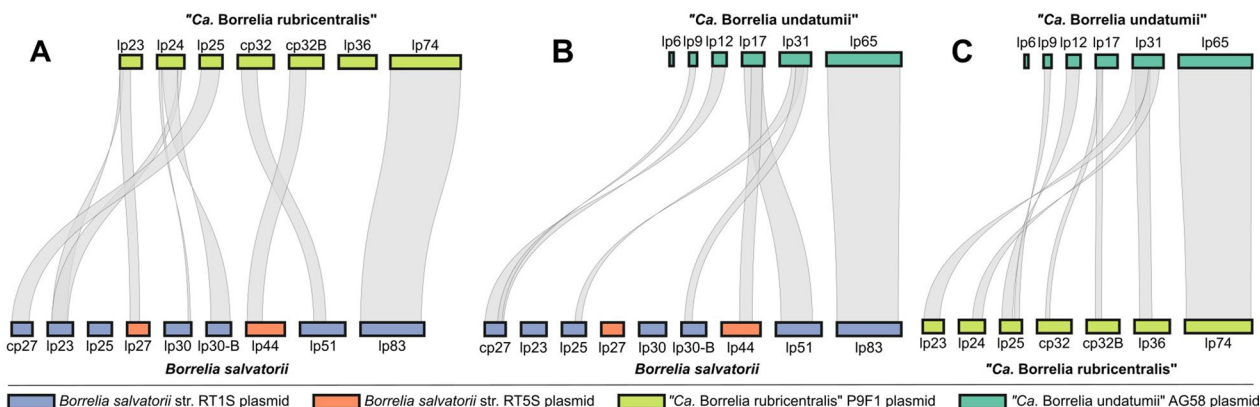 A
"Ca. Borrelia rubricentralis"
lp23 lp24 lp25 cp32 cp32B lp36 lp74
cp27 lp23 lp25 lp27 lp30 lp30-B lp44 lp51 lp83
Borrelia salvatorii
B
"Ca. Borrelia undatumii"
lp6 lp9 lp12 lp17 lp31 lp65
cp27 lp23 lp25 lp27 lp30 lp30-B lp44 lp51 lp83
Borrelia salvatorii
C
"Ca. Borrelia undatumii"
lp6 lp9 lp12 lp17 lp31 lp65
lp23 lp24 lp25 cp32 cp32B lp36 lp74
"Ca. Borrelia rubricentralis"
Borrelia salvatorii str. RT1S plasmid Borrelia salvatorii str. RT5S plasmid "Ca. Borrelia rubricentralis" P9F1 plasmid "Ca. Borrelia undatumii" AG58 plasmid